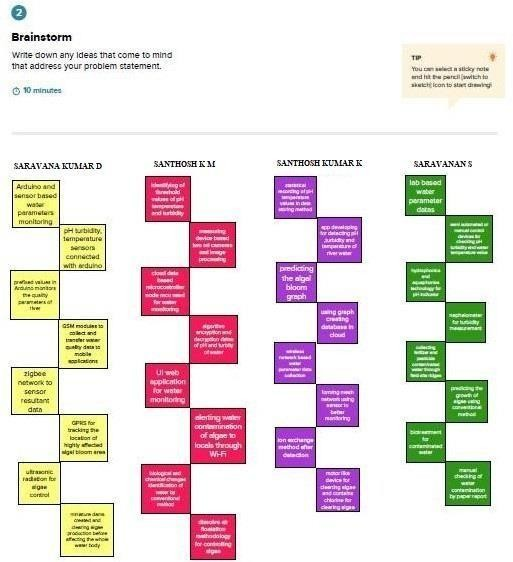 2
Brainstorm
Write down any ideas that come to mind
that address your problem statement.
10 minutes
TIP
You can select a sticky note
and hit the pencil [switch to
sketch] icon to start drawing!
SARAVANA KUMAR D
Arduino and
sensor based
water
parameters
monitoring
pH turbidity,
temperature
sensors
connected
with arduino
prefixed values in
Arduino monitors
the quality
parameters of
river
GSM modules to
collect and
transfer water
quality data to
mobile
applications
zigbee
network to
sensor
resultant
data
GPRS for
tracking the
location of
highly affected
algal bloom area
ultrasonic
radiation for
algae
control
miniature dams
created and
clearing algae
production before
affecting the whole
water body
SANTHOSH K M
Identifying of
threshold
values of pH
temperature
and turbidity
measuring
device based
two
cameras
and image
processing
cloud data
based
microcontroller
node mcu used
for water
monitoring
algorithm
encryption and
decryption
of pH and turbity
of water
UI web
application
for water
monitoring
alerting water
contamination
of algae to
locals through
Wi-Fi
biological and
chemical changes
identification of
water by
conventional
method
dissolve air
floatation
methodology
for controlling
algae
SANTHOSH KUMAR K
statistical
recording of pH
temperature
values in data
storing method
app developing
for detecting pH
,turbidity and
temperature of
river water
predicting
the algal
bloom
graph
using graph
creating
database in
cloud
wireless
network based
water
parameter data
collection
forming mesh
network using
sensor to
better
monitoring
ion exchange
method after
detection
motor like
device for
clearing algae
and contains
chlorine for
clearing algae
SARAVANAN S
lab based
water
parameter
datas
semi automated or
manual control
devices for
checking pH
turbidity and water
temperature value
hydrophonics
and
aquaphonics
technology for
pH indicator
nephelometer
for turbidity
measurement
collecting
fertilizer and
pesticide
contaminated
water through
field site ridges
predicting the
growth of
algae using
conventional
method
biotreatment
for
contaminated
water
manual
checking of
water
contamination
by paper report